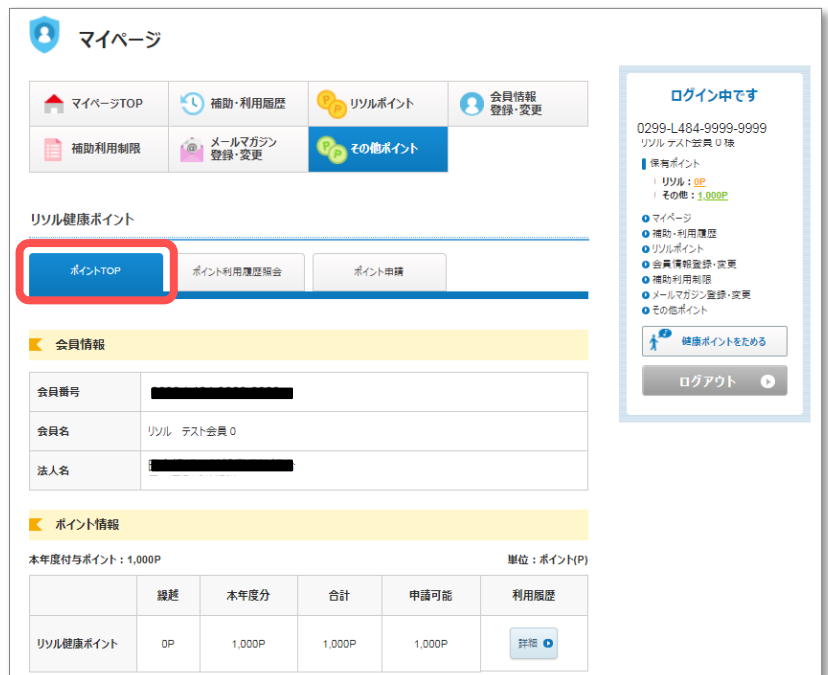 マイページ
マイページTOP
補助・利用履歴
リソルポイント
会員情報
登録・変更
補助利用制限
メールマガジン
登録・変更
その他ポイント
リソル健康ポイント
ポイントTOP
ポイント利用履歴照会
ポイント申請
会員情報
会員番号
会員名
リソル テスト会員 0
法人名
ポイント情報
本年度付与ポイント：1,000P
単位：ポイント(P)
繰越
本年度分
合計
申請可能
利用履歴
リソル健康ポイント
0P
1,000P
1,000P
1,000P
詳細
ログイン中です
0299-L484-9999-9999
リソル テスト会員 0 様
保有ポイント
リソル：0P
その他：1,000P
マイページ
補助・利用履歴
リソルポイント
会員情報登録・変更
補助利用制限
メールマガジン登録・変更
その他ポイント
健康ポイントをためる
ログアウト